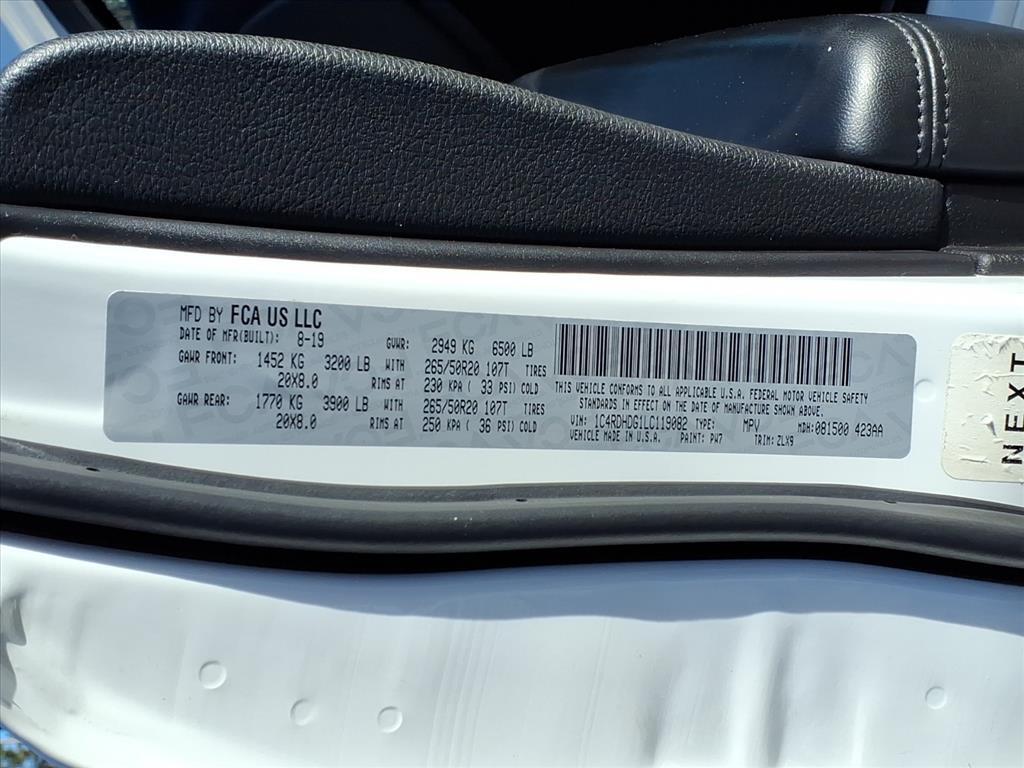 MFD BY FCA US LLC
DATE OF MFR(BUILT): 8-19 GVWR: 2949 KG 6500 LB
GAWR FRONT: 1452 KG 3200 LB WITH 265/50R20 107T TIRES
20X8.0 RIMS AT 230 KPA ( 33 PSI) COLD
GAWR REAR: 1770 KG 3900 LB WITH 265/50R20 107T TIRES
20X8.0 RIMS AT 250 KPA ( 36 PSI) COLD
THIS VEHICLE CONFORMS TO ALL APPLICABLE U.S.A. FEDERAL MOTOR VEHICLE SAFETY
STANDARDS IN EFFECT ON THE DATE OF MANUFACTURE SHOWN ABOVE.
VIN: 1C4RDHDG1LC119082 TYPE: MPV MDH: 081500 423AA
VEHICLE MADE IN U.S.A. PAINT: PW7 TRIM: ZLX9
NEXT